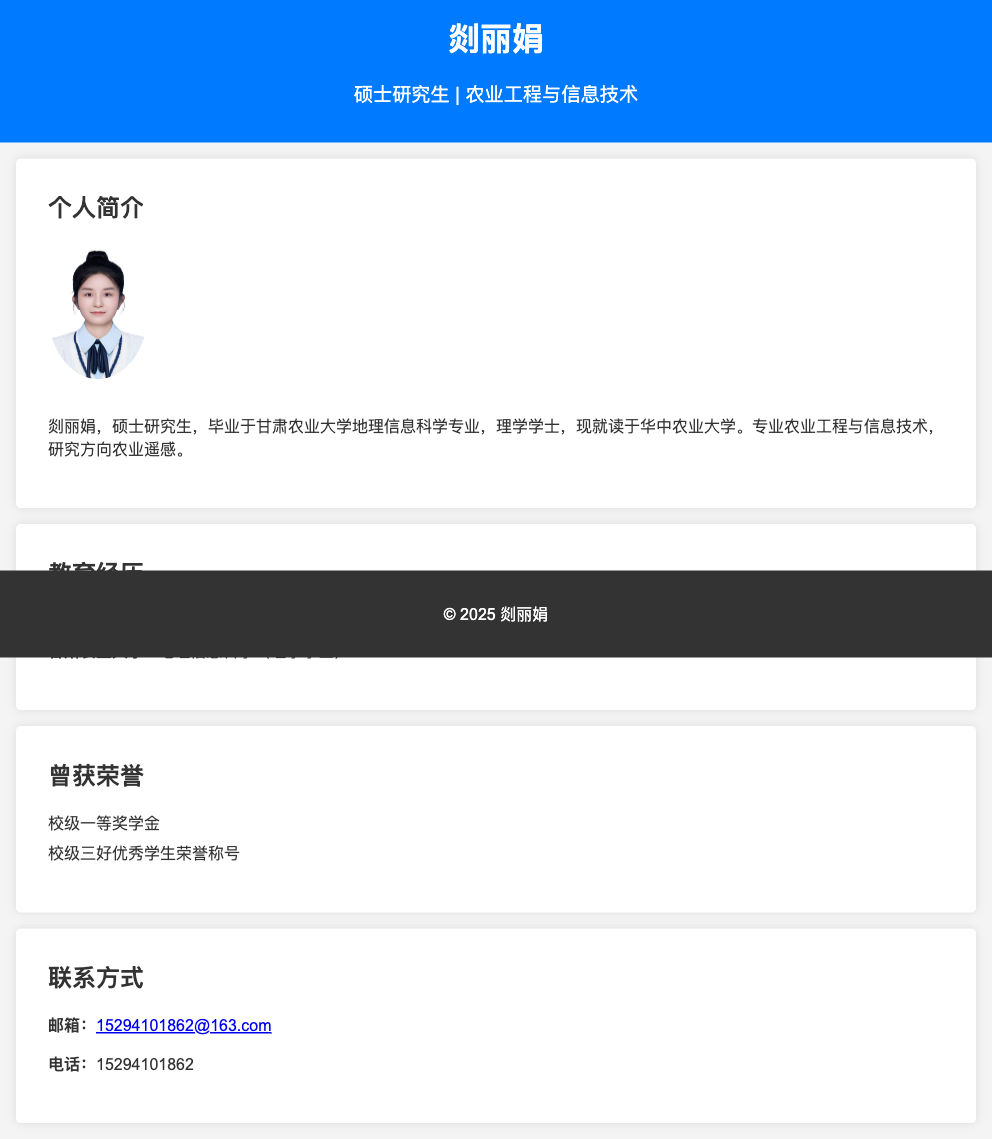 剡丽娟
硕士研究生 | 农业工程与信息技术
个人简介
剡丽娟，硕士研究生，毕业于甘肃农业大学地理信息科学专业，理学学士，现就读于华中农业大学。专业农业工程与信息技术，
研究方向农业遥感。
教育经历
© 2025 剡丽娟
曾获荣誉
校级一等奖学金
校级三好优秀学生荣誉称号
联系方式
邮箱：15294101862@163.com
电话：15294101862